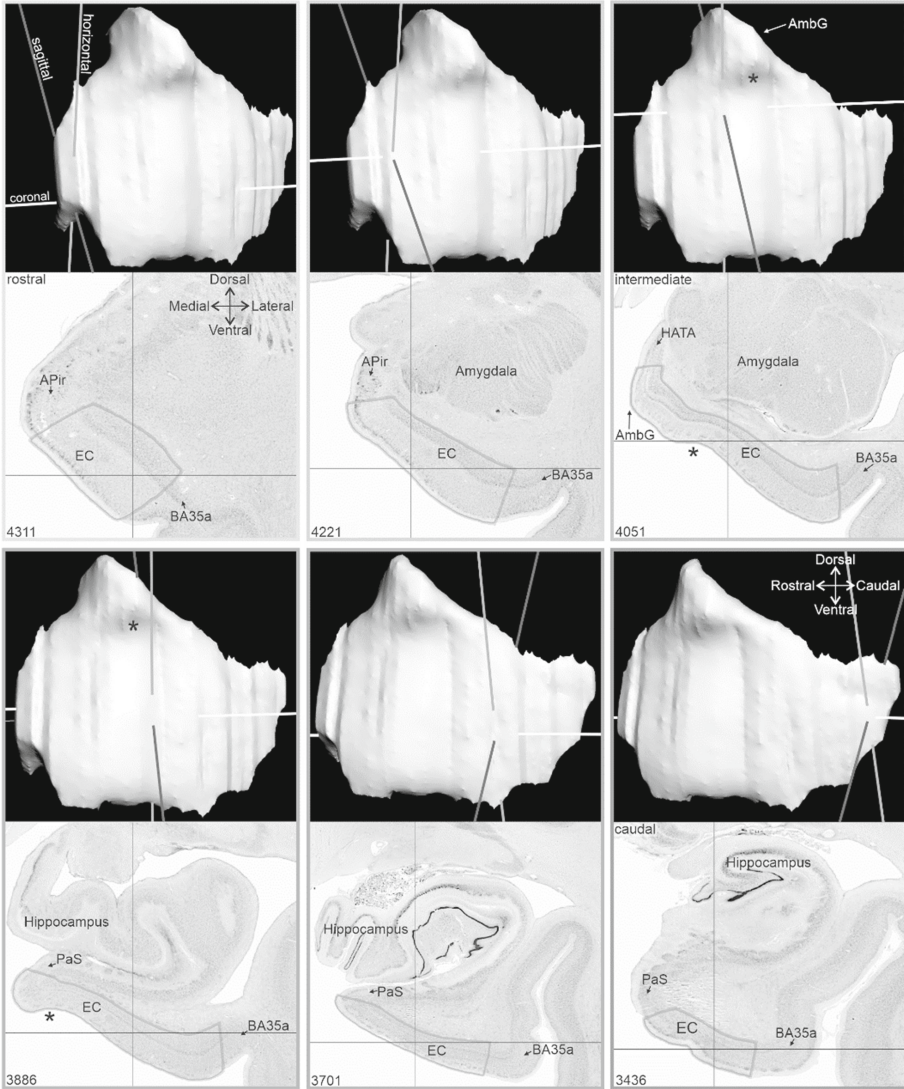 sagittal
horizontal
coronal
AmbG
*
rostral
Dorsal
Medial Lateral
Ventral
APir
EC
BA35a
4311
APir
Amygdala
EC
BA35a
4221
intermediate
HATA
Amygdala
AmbG
*
EC
BA35a
4051
*
Hippocampus
PaS
EC
*
BA35a
3886
Hippocampus
PaS
EC
BA35a
3701
Dorsal
Rostral Caudal
Ventral
caudal
Hippocampus
PaS
EC
BA35a
3436